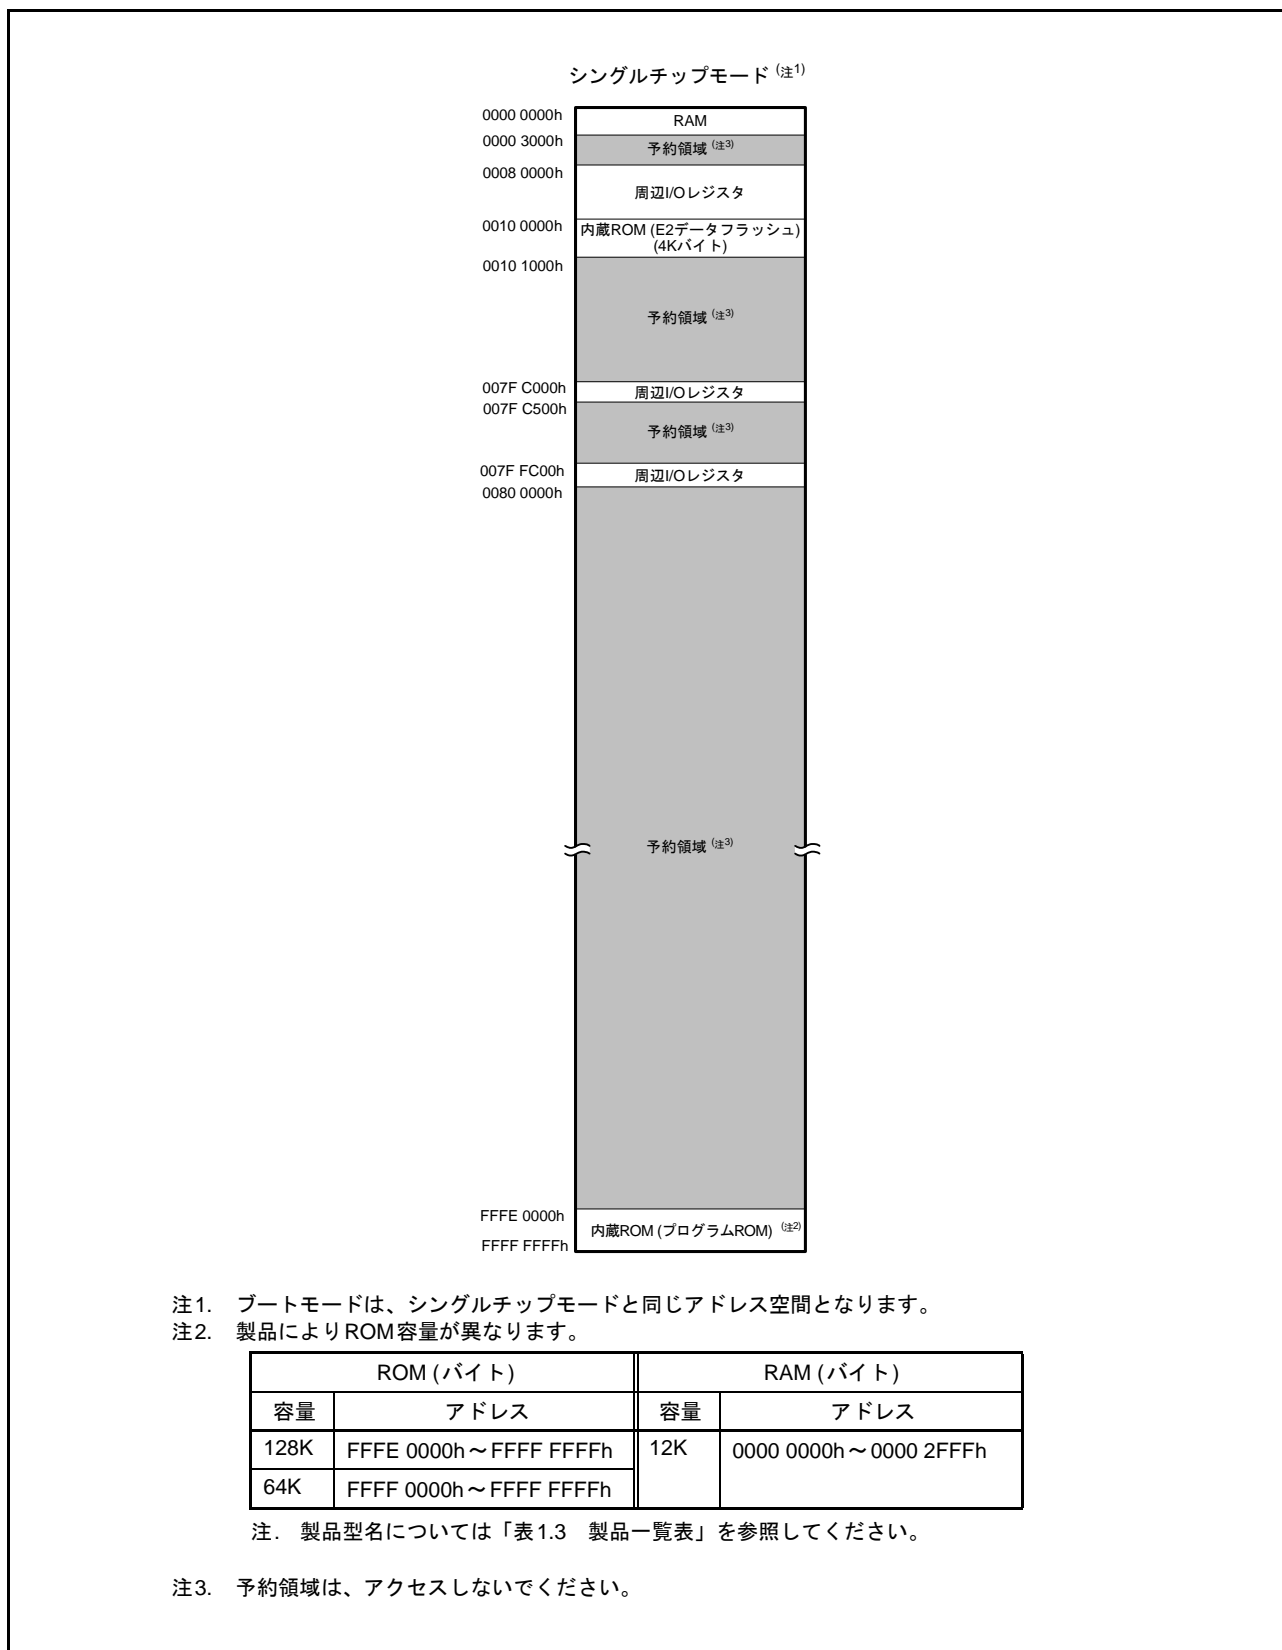 シングルチップモード (注1)
0000 0000h
RAM
0000 3000h
予約領域 (注3)
0008 0000h
周辺I/Oレジスタ
0010 0000h
内蔵ROM (E2データフラッシュ)
(4Kバイト)
0010 1000h
予約領域 (注3)
007F C000h
周辺I/Oレジスタ
007F C500h
予約領域 (注3)
007F FC00h
周辺I/Oレジスタ
0080 0000h
予約領域 (注3)
FFFE 0000h
内蔵ROM (プログラムROM) (注2)
FFFF FFFFh
注1. ブートモードは、シングルチップモードと同じアドレス空間となります。
注2. 製品によりROM容量が異なります。
ROM (バイト) RAM (バイト)
容量 アドレス 容量 アドレス
128K FFFE 0000h～FFFF FFFFh 12K 0000 0000h～0000 2FFFh
64K FFFF 0000h～FFFF FFFFh
注. 製品型名については「表1.3 製品一覧表」を参照してください。
注3. 予約領域は、アクセスしないでください。